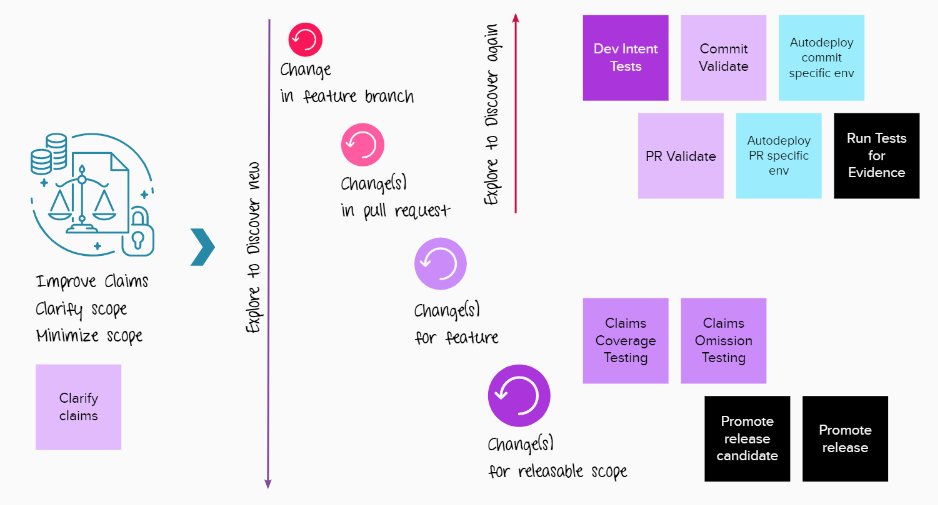 Improve Claims
Clarify scope
Minimize scope
Clarify
claims
Explore to Discover new
Change
in feature branch
Change(s)
in pull request
Change(s)
for feature
Change(s)
for releasable scope
Explore to Discover again
Dev Intent
Tests
Commit
Validate
Autodeploy
commit
specific env
PR Validate
Autodeploy
PR specific
env
Run Tests
for
Evidence
Claims
Coverage
Testing
Claims
Omission
Testing
Promote
release
candidate
Promote
release